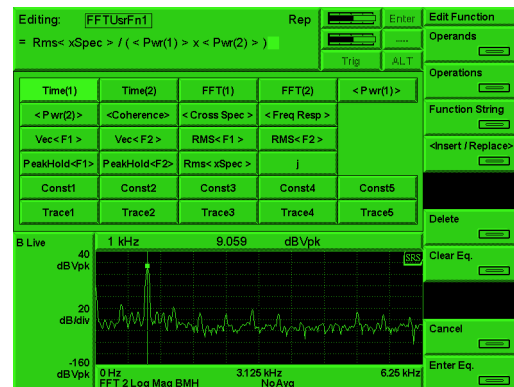 Editing: FFTUsrFn1 Rep Enter Edit Function
= Rms< xSpec > / ( < Pwr(1) > x < Pwr(2) > )
----
Trig ALT
Operands
Operations
Function String
<Insert / Replace>
Delete
Clear Eq.
Cancel
Enter Eq.
Time(1) Time(2) FFT(1) FFT(2) < Pwr(1) >
< Pwr(2) > <Coherence> < Cross Spec > < Freq Resp >
Vec< F1 > Vec< F2 > RMS< F1 > RMS< F2 >
PeakHold<F1> PeakHold<F2> Rms< xSpec > j
Const1 Const2 Const3 Const4 Const5
Trace1 Trace2 Trace3 Trace4 Trace5
B Live 1 kHz 9.059 dBVpk
40
dBVpk
SRS
20
dB/div
-160
dBVpk
0 Hz 3.125 kHz 6.25 kHz
FFT 2 Log Mag BMH NoAvg